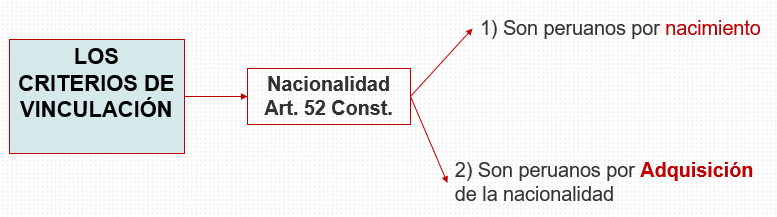 LOS
CRITERIOS DE
VINCULACIÓN
Nacionalidad
Art. 52 Const.
1) Son peruanos por nacimiento
2) Son peruanos por Adquisición
de la nacionalidad